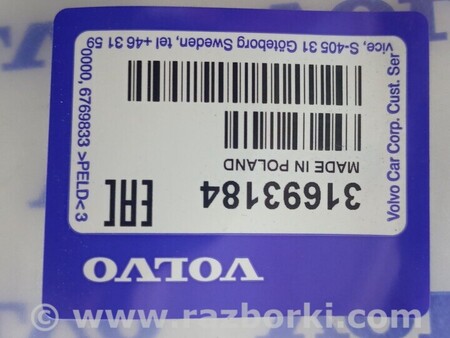 VOLVO
31693184
MADE IN POLAND
EAC
Volvo Car Corp. Cust. Ser
vice, S-405 31 Göteborg Sweden, tel +46 31 59
0000, 6769833 >PELD< 3
© www.razborki.com